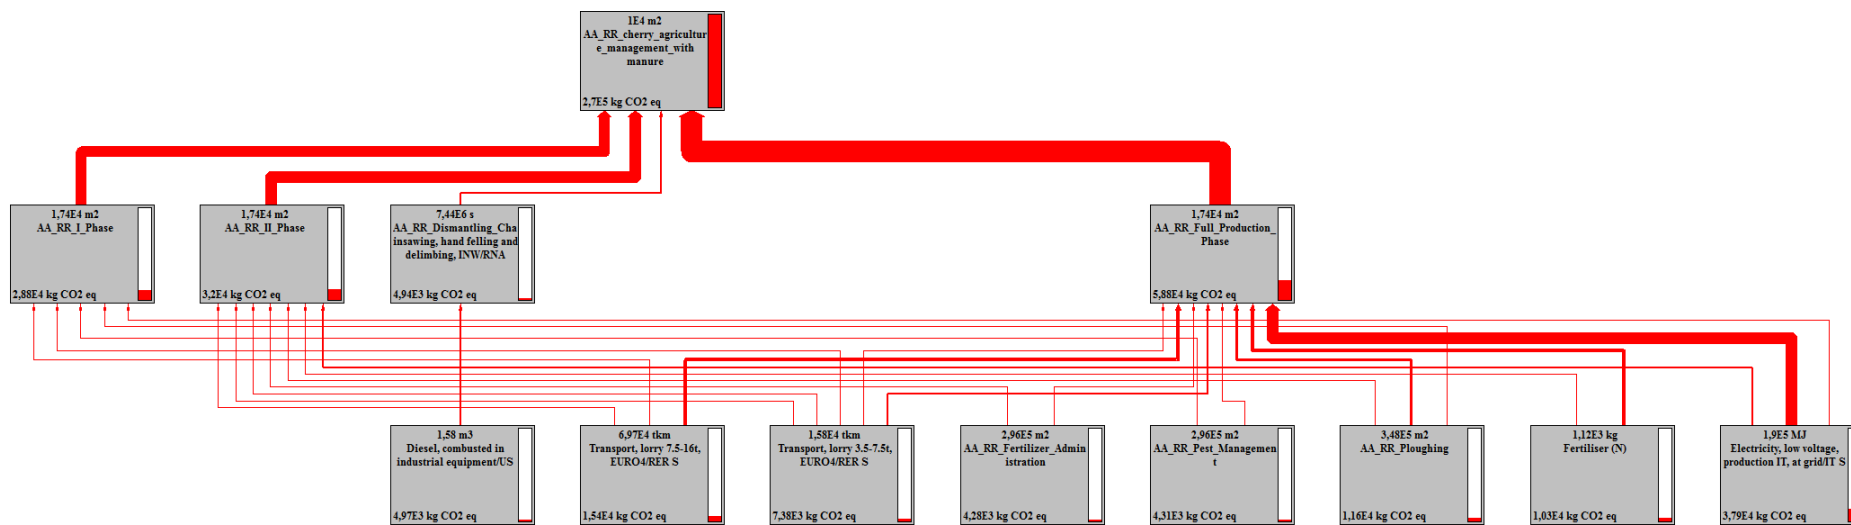 1E4 m2
AA_RR_cherry_agricultur
e_management_with
manure
2,7E5 kg CO2 eq
1,74E4 m2
AA_RR_I_Phase
2,88E4 kg CO2 eq
1,74E4 m2
AA_RR_II_Phase
3,2E4 kg CO2 eq
7,44E6 s
AA_RR_Dismantling_Cha
insawing, hand felling and
delimbing, INW/RNA
4,94E3 kg CO2 eq
1,74E4 m2
AA_RR_Full_Production_
Phase
5,88E4 kg CO2 eq
1,58 m3
Diesel, combusted in
industrial equipment/US
4,97E3 kg CO2 eq
6,97E4 tkm
Transport, lorry 7.5-16t,
EURO4/RER S
1,54E4 kg CO2 eq
1,58E4 tkm
Transport, lorry 3.5-7.5t,
EURO4/RER S
7,38E3 kg CO2 eq
2,96E5 m2
AA_RR_Fertilizer_Admi
nistration
4,28E3 kg CO2 eq
2,96E5 m2
AA_RR_Pest_Managemen
t
4,31E3 kg CO2 eq
3,48E5 m2
AA_RR_Ploughing
1,16E4 kg CO2 eq
1,12E3 kg
Fertiliser (N)
1,03E4 kg CO2 eq
1,9E5 MJ
Electricity, low voltage,
production IT, at grid/IT S
3,79E4 kg CO2 eq